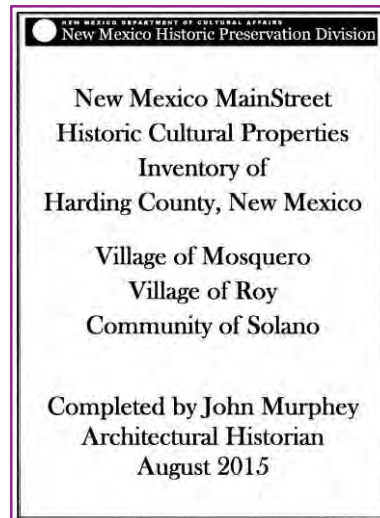 NEW MEXICO DEPARTMENT OF CULTURAL AFFAIRS
New Mexico Historic Preservation Division
New Mexico MainStreet
Historic Cultural Properties
Inventory of
Harding County, New Mexico
Village of Mosquero
Village of Roy
Community of Solano
Completed by John Murphey
Architectural Historian
August 2015